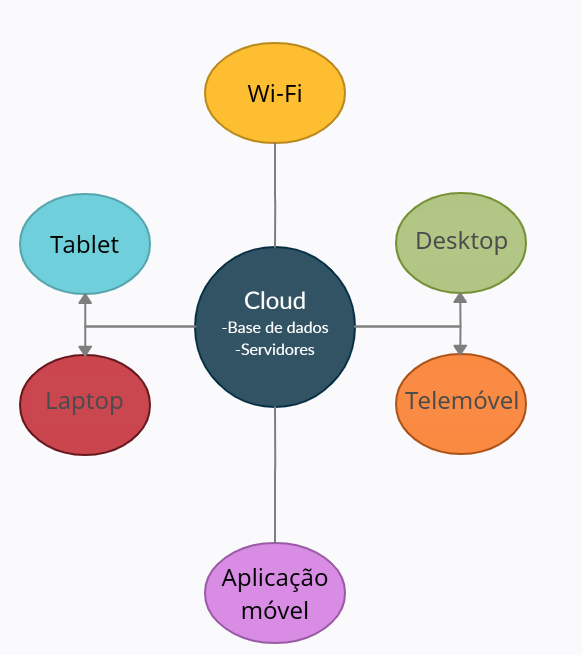 Wi-Fi
Tablet
Desktop
Cloud
-Base de dados
-Servidores
Laptop
Telemóvel
Aplicação
móvel